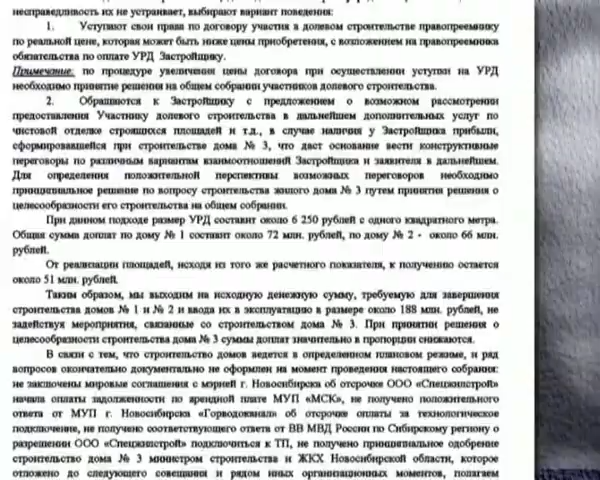 несправедливость их не устраивает, выбирают вариант поведения:
1. Уступают свои права по договору участия в долевом строительстве правопреемнику
по реальной цене, которая может быть ниже цены приобретения, с возложением на правопреемника
обязательства по оплате УРД Застройщику.
Примечание: по процедуре увеличения цены договора при осуществлении уступки на УРД
необходимо принятие решения на общем собрании участников долевого строительства.
2. Обращаются к Застройщику с предложением о возможном рассмотрении
предоставления Участнику долевого строительства в дальнейшем дополнительных услуг по
чистовой отделке строящихся площадей и т.д., в случае наличия у Застройщика прибыли,
сформировавшейся при строительстве дома № 3, что даст основание вести конструктивные
переговоры по различным вариантам взаимоотношений Застройщика и заявителя в дальнейшем.
Для определения положительной перспективы возможных переговоров необходимо
принципиальное решение по вопросу строительства жилого дома № 3 путем принятия решения о
целесообразности его строительства на общем собрании.
При данном подходе размер УРД составит около 6 250 рублей с одного квадратного метра.
Общая сумма доплат по дому № 1 составит около 72 млн. рублей, по дому № 2 - около 66 млн.
рублей.
От реализации площадей, исходя из того же расчетного показателя, к получению остается
около 51 млн. рублей.
Таким образом, мы выходим на исходную денежную сумму, требуемую для завершения
строительства домов № 1 и № 2 и ввода их в эксплуатацию в размере около 188 млн. рублей, не
задействуя мероприятия, связанные со строительством дома № 3. При принятии решения о
целесообразности строительства дома № 3 суммы доплат значительно в пропорции снижаются.
В связи с тем, что строительство домов ведется в определенном плановом режиме, и ряд
вопросов окончательно документально не оформлен на момент проведения настоящего собрания:
не заключены мировые соглашения с мэрией г. Новосибирска об отсрочке ООО «Спецжилстрой»
начала оплаты задолженности по арендной плате МУП «МСК», не получено положительного
ответа от МУП г. Новосибирска «Горводоканал» об отсрочке оплаты за технологическое
подключение, не получено соответствующего ответа от ВВ МВД России по Сибирскому региону о
разрешении ООО «Спецжилстрой» подключиться к ТП, не получено принципиальное одобрение
строительство дома № 3 министром строительства и ЖКХ Новосибирской области, которое
отложено до следующего совещания и рядом иных организационных моментов, полагаем